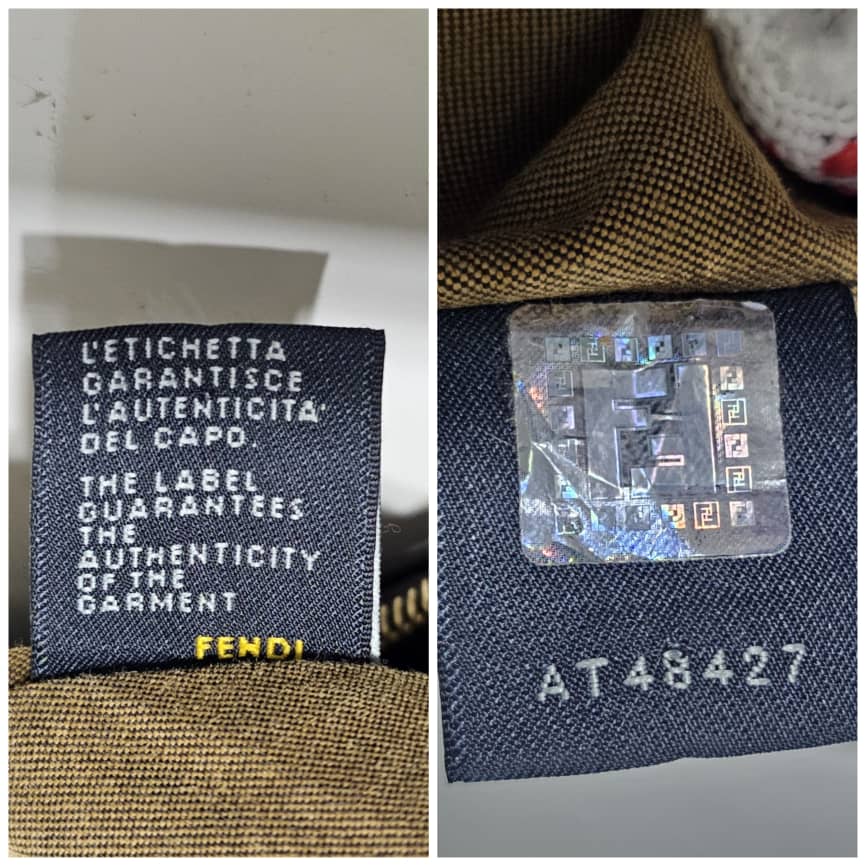 L'ETICHETTA
GARANTISCE
L'AUTENTICITA'
DEL CAPO.
THE LABEL
GUARANTEES
THE
AUTHENTICITY
OF THE
GARMENT
FENDI
AT48427